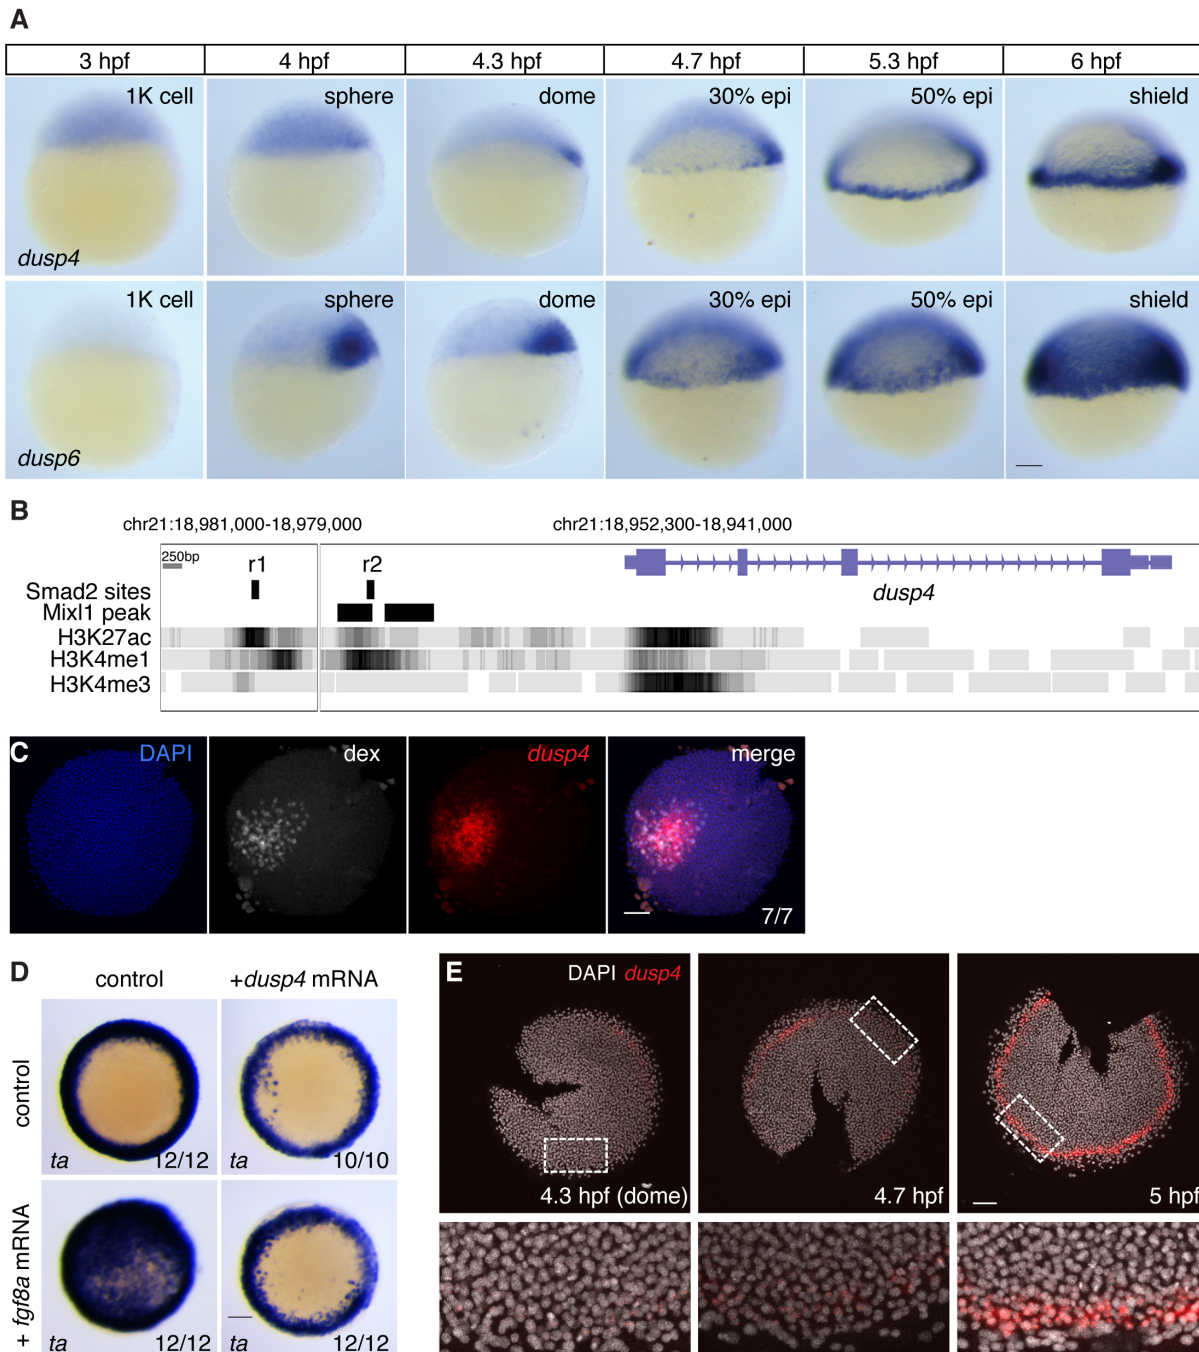 A
3 hpf 4 hpf 4.3 hpf 4.7 hpf 5.3 hpf 6 hpf
1K cell sphere dome 30% epi 50% epi shield
dusp4
1K cell sphere dome 30% epi 50% epi shield
dusp6
B
chr21:18,981,000-18,979,000 chr21:18,952,300-18,941,000
250bp
r1 r2
Smad2 sites
dusp4
Mixl1 peak
H3K27ac
H3K4me1
H3K4me3
C DAPI dex dusp4 merge
7/7
D
control +dusp4 mRNA
control
ta 12/12 ta 10/10
+ fgf8a mRNA
ta 12/12 ta 12/12
E DAPI dusp4
4.3 hpf (dome) 4.7 hpf 5 hpf